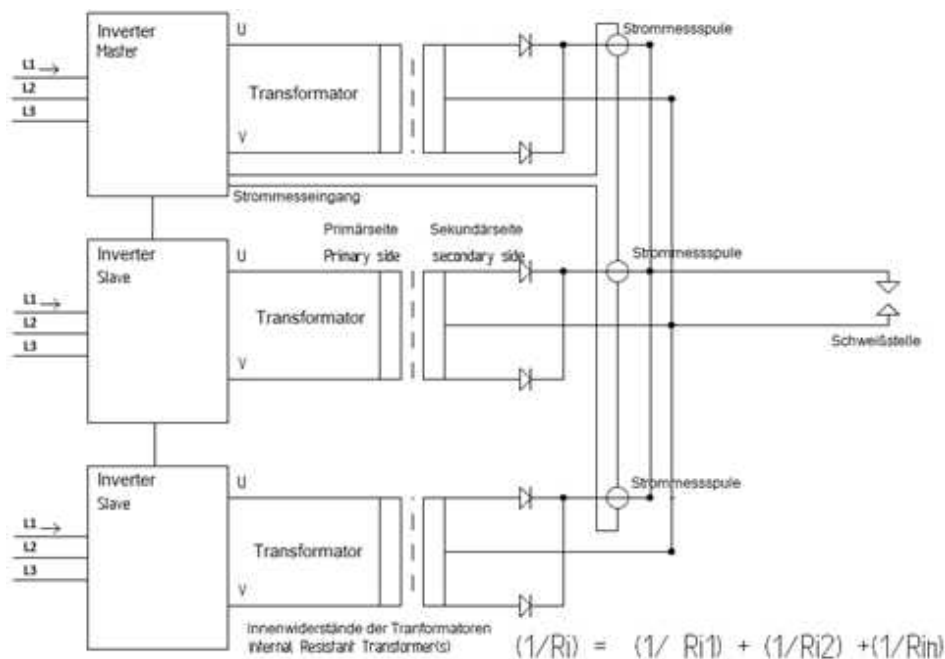 Inverter
Master
L1
L2
L3
U
Transformator
V
Strommessspule
Strommesseingang
Primärseite
Primary side
Sekundärseite
secondary side
Inverter
Slave
L1
L2
L3
U
Transformator
V
Strommessspule
Schweißstelle
Inverter
Slave
L1
L2
L3
U
Transformator
V
Strommessspule
Innenwiderstände der Tranformatoren
Internal Resistant Transformer(s)
(1/Ri) = (1/ Ri1) + (1/Ri2) +(1/Rin)